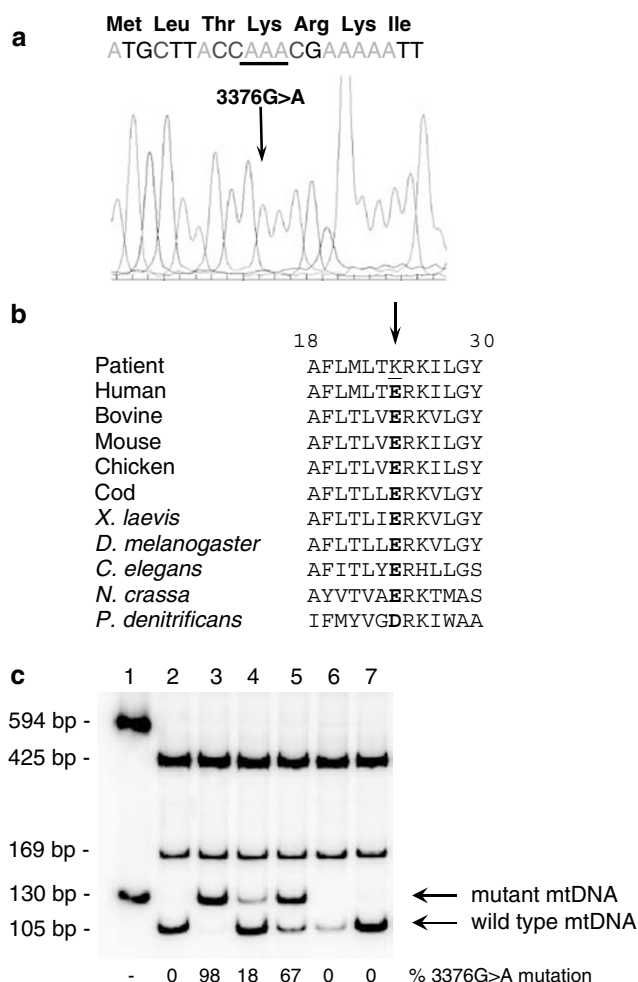 a
Met Leu Thr Lys Arg Lys Ile
ATGCTTACCAAACGAAAAATT
3376G>A
b
18 30
Patient AFLMLTKRKILGY
Human AFLMLTERKILGY
Bovine AFLTLVERKVLGY
Mouse AFLTLVERKILGY
Chicken AFLTLVERKILSY
Cod AFLTLLERKVLGY
X. laevis AFLTLIERKVLGY
D. melanogaster AFLTLLERKVLGY
C. elegans AFITLYERHLLGS
N. crassa AYVTVAERKTMAS
P. denitrificans IFMYVGDRKIWAA
c
1 2 3 4 5 6 7
594 bp -
425 bp -
169 bp -
130 bp - mutant mtDNA
105 bp - wild type mtDNA
- 0 98 18 67 0 0 % 3376G>A mutation